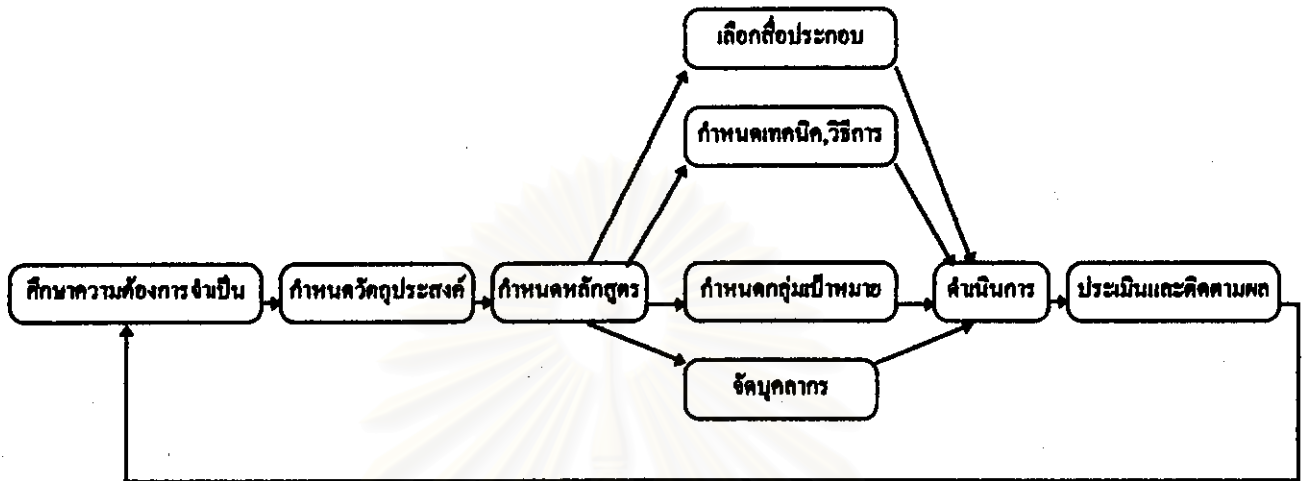 เลือกสื่อประกอบ
กำหนดเทคนิค,วิธีการ
ศึกษาความต้องการจำเป็น
กำหนดวัตถุประสงค์
กำหนดหลักสูตร
กำหนดกลุ่มเป้าหมาย
ดำเนินการ
ประเมินและติดตามผล
จัดบุคลากร